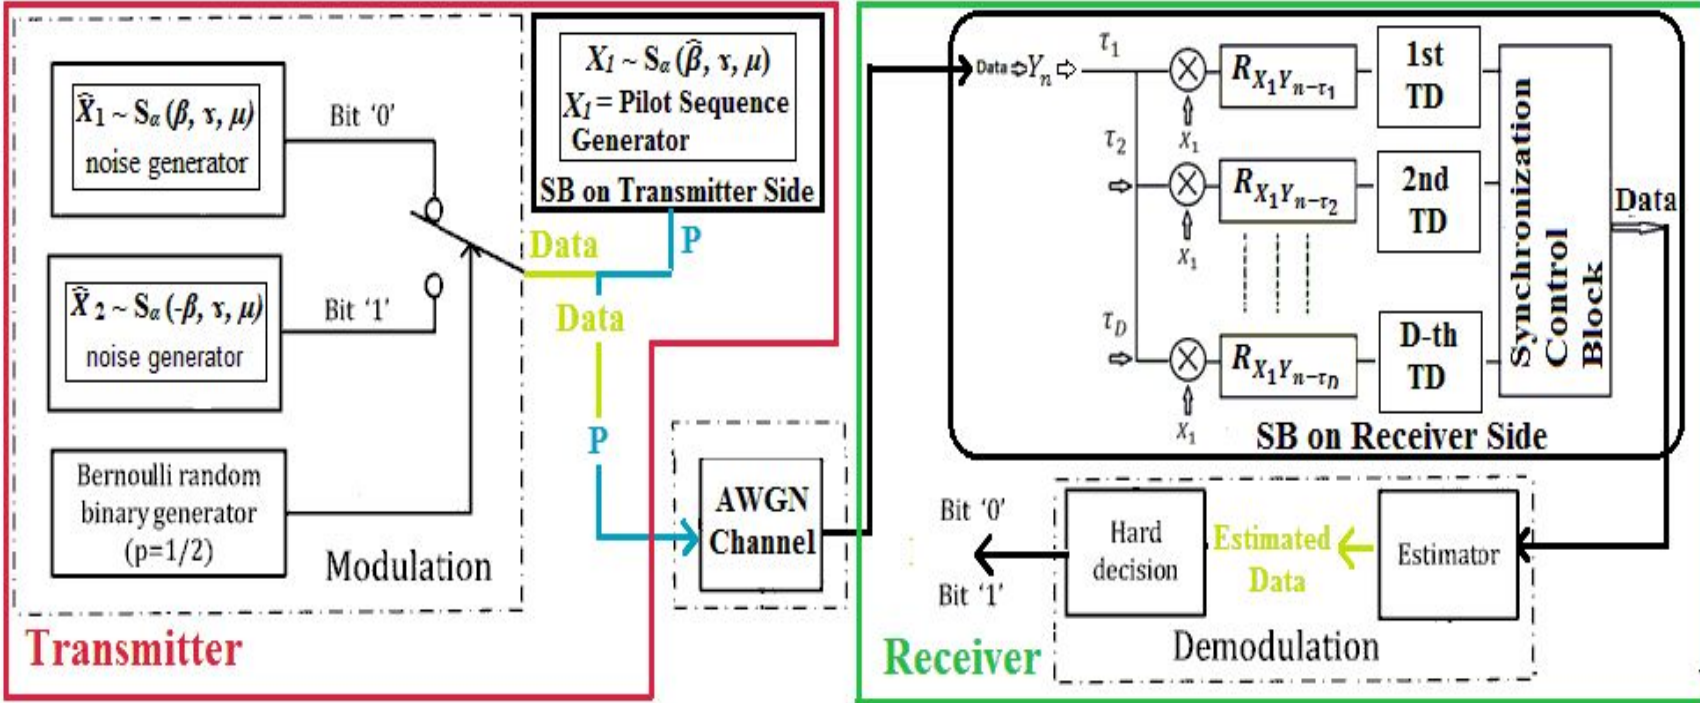 X̂₁ ~ Sα (β, ɤ, μ)
noise generator
Bit ‘0’
X̂ 2 ~ Sα (-β, ɤ, μ)
noise generator
Bit ‘1’
Bernoulli random
binary generator
(p=1/2)
Modulation
Transmitter
X₁ ~ Sα (β̂, ɤ, μ)
X₁ = Pilot Sequence
Generator
SB on Transmitter Side
Data
P
Data
P
AWGN
Channel
Data ⇨ Yₙ ⇨
τ₁
X₁
R X₁Yₙ₋τ₁
1st
TD
τ₂
X₁
R X₁Yₙ₋τ₂
2nd
TD
τD
X₁
R X₁Yₙ₋τD
D-th
TD
Synchronization
Control
Block
Data
SB on Receiver Side
Bit ‘0’
Bit ‘1’
Hard
decision
Estimated
Data
Estimator
Demodulation
Receiver